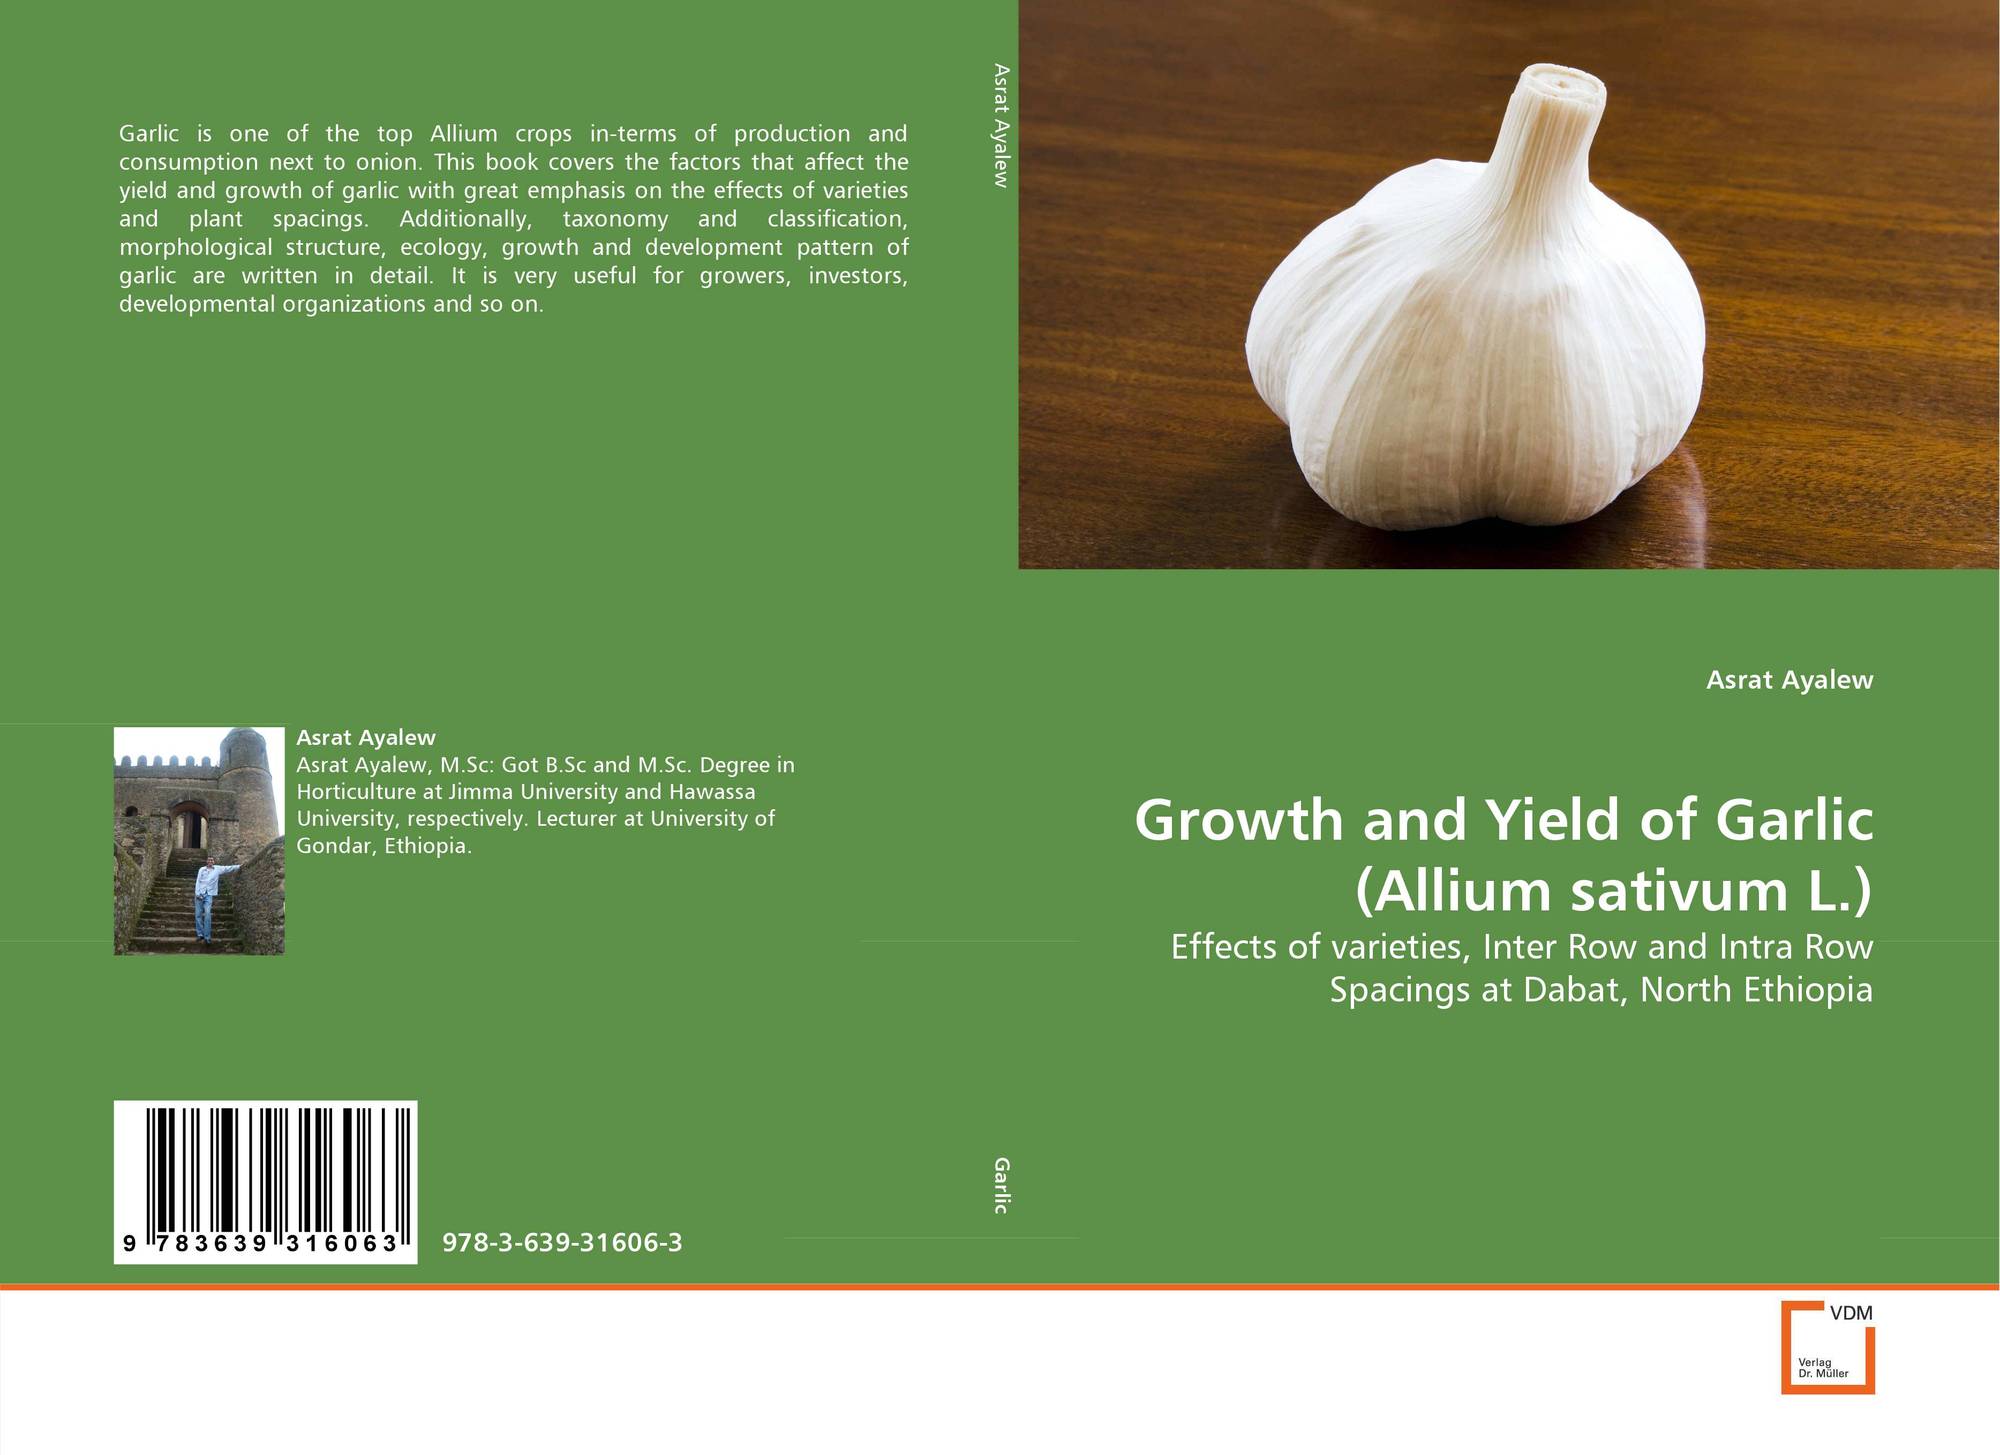 Garlic is one of the top Allium crops in-terms of production and
consumption next to onion. This book covers the factors that affect the
yield and growth of garlic with great emphasis on the effects of varieties
and plant spacings. Additionally, taxonomy and classification,
morphological structure, ecology, growth and development pattern of
garlic are written in detail. It is very useful for growers, investors,
developmental organizations and so on.
Asrat Ayalew
Asrat Ayalew, M.Sc: Got B.Sc and M.Sc. Degree in
Horticulture at Jimma University and Hawassa
University, respectively. Lecturer at University of
Gondar, Ethiopia.
9 783639 316063
978-3-639-31606-3
Asrat Ayalew
Garlic
Asrat Ayalew
Growth and Yield of Garlic
(Allium sativum L.)
Effects of varieties, Inter Row and Intra Row
Spacings at Dabat, North Ethiopia
VDM
Verlag
Dr. Müller